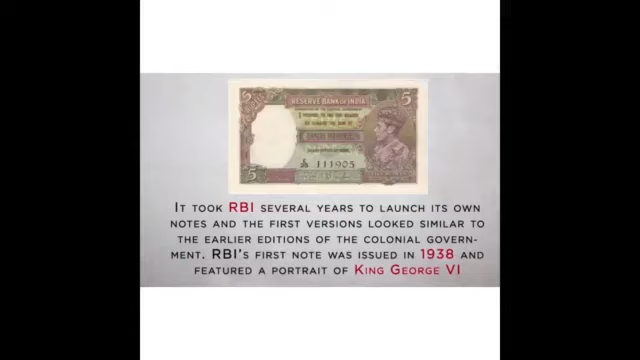 RESERVE BANK OF INDIA
5
5
111905
IT TOOK RBI SEVERAL YEARS TO LAUNCH ITS OWN
NOTES AND THE FIRST VERSIONS LOOKED SIMILAR TO
THE EARLIER EDITIONS OF THE COLONIAL GOVERN-
MENT. RBI'S FIRST NOTE WAS ISSUED IN 1938 AND
FEATURED A PORTRAIT OF KING GEORGE VI